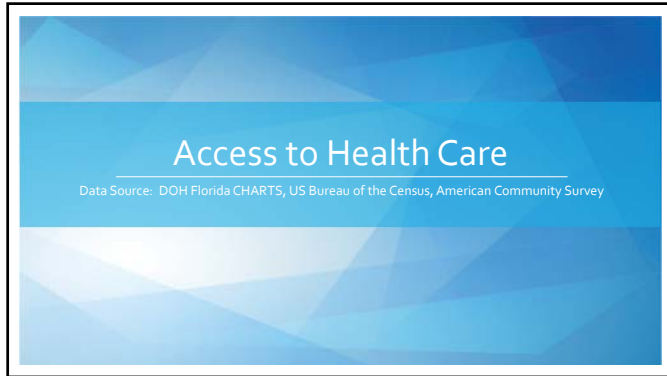 Access to Health Care
Data Source: DOH Florida CHARTS, US Bureau of the Census, American Community Survey